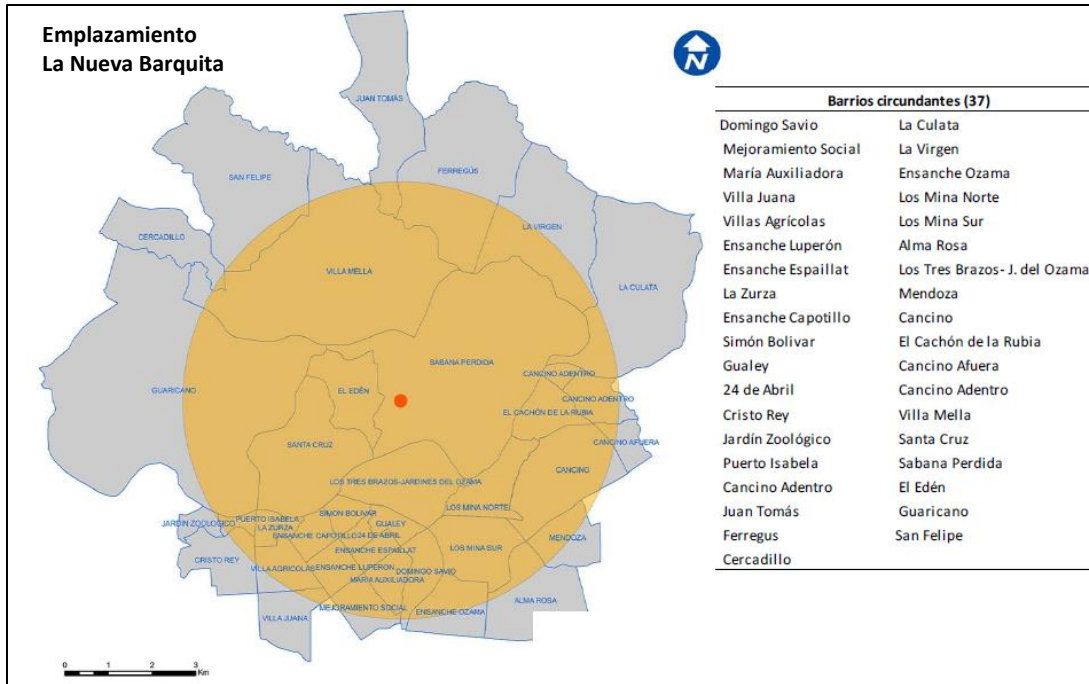 Emplazamiento
La Nueva Barquita
N
JUAN TOMÁS
SAN FELIPE
FERREGÚS
CERCADILLO
LA VIRGEN
VILLA MELLA
LA CULATA
SABANA PERDIDA
CANCINO ADENTRO
GUARICANO
EL EDÉN
CANCINO ADENTRO
EL CACHÓN DE LA RUBIA
SANTA CRUZ
CANCINO AFUERA
CANCINO
LOS TRES BRAZOS-JARDINES DEL OZAMA
LOS MINA NORTE
SIMÓN BOLIVAR
PUERTO ISABELA
JARDÍN ZOOLÓGICO
GUALEY
LA ZURZA
ENSANCHE CAPOTILLO
24 DE ABRIL
MENDOZA
ENSANCHE ESPAILLAT
LOS MINA SUR
CRISTO REY
VILLA AGRICOLAS
ENSANCHE LUPERÓN
DOMINGO SAVIO
MARÍA AUXILIADORA
ALMA ROSA
MEJORAMIENTO SOCIAL
ENSANCHE OZAMA
VILLA JUANA
0 1 2 3
Km
Barrios circundantes (37)
Domingo Savio La Culata
Mejoramiento Social La Virgen
María Auxiliadora Ensanche Ozama
Villa Juana Los Mina Norte
Villas Agrícolas Los Mina Sur
Ensanche Luperón Alma Rosa
Ensanche Espaillat Los Tres Brazos- J. del Ozama
La Zurza Mendoza
Ensanche Capotillo Cancino
Simón Bolivar El Cachón de la Rubia
Gualey Cancino Afuera
24 de Abril Cancino Adentro
Cristo Rey Villa Mella
Jardín Zoológico Santa Cruz
Puerto Isabela Sabana Perdida
Cancino Adentro El Edén
Juan Tomás Guaricano
Ferregus San Felipe
Cercadillo